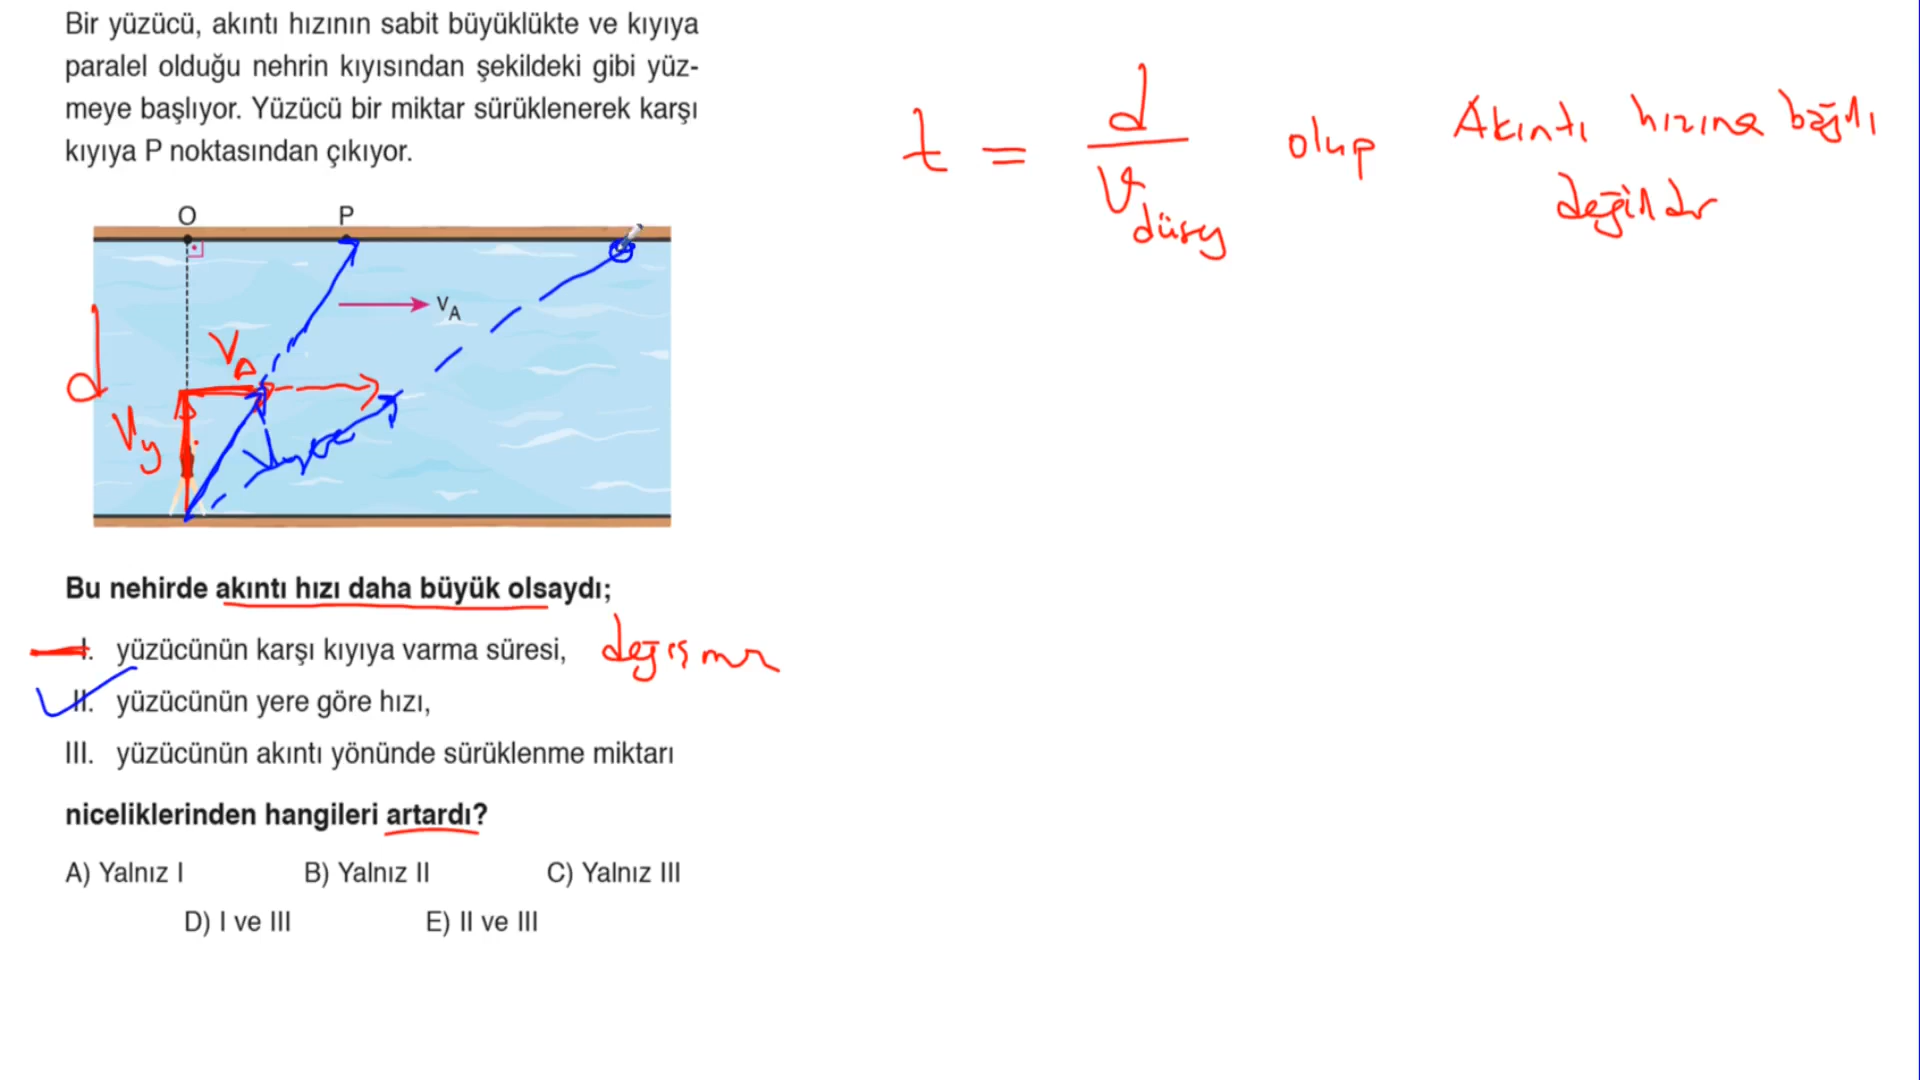 Bir yüzücü, akıntı hızının sabit büyüklükte ve kıyıya
paralel olduğu nehrin kıyısından şekildeki gibi yüz-
meye başlıyor. Yüzücü bir miktar sürüklenerek karşı
kıyıya P noktasından çıkıyor.
t = d / V düşey olup Akıntı hızına bağlı
değildir
O P
V_A
d
V_A
V_y
V_yere
Bu nehirde akıntı hızı daha büyük olsaydı;
I. yüzücünün karşı kıyıya varma süresi, değişmez
II. yüzücünün yere göre hızı,
III. yüzücünün akıntı yönünde sürüklenme miktarı
niceliklerinden hangileri artardı?
A) Yalnız I B) Yalnız II C) Yalnız III
D) I ve III E) II ve III